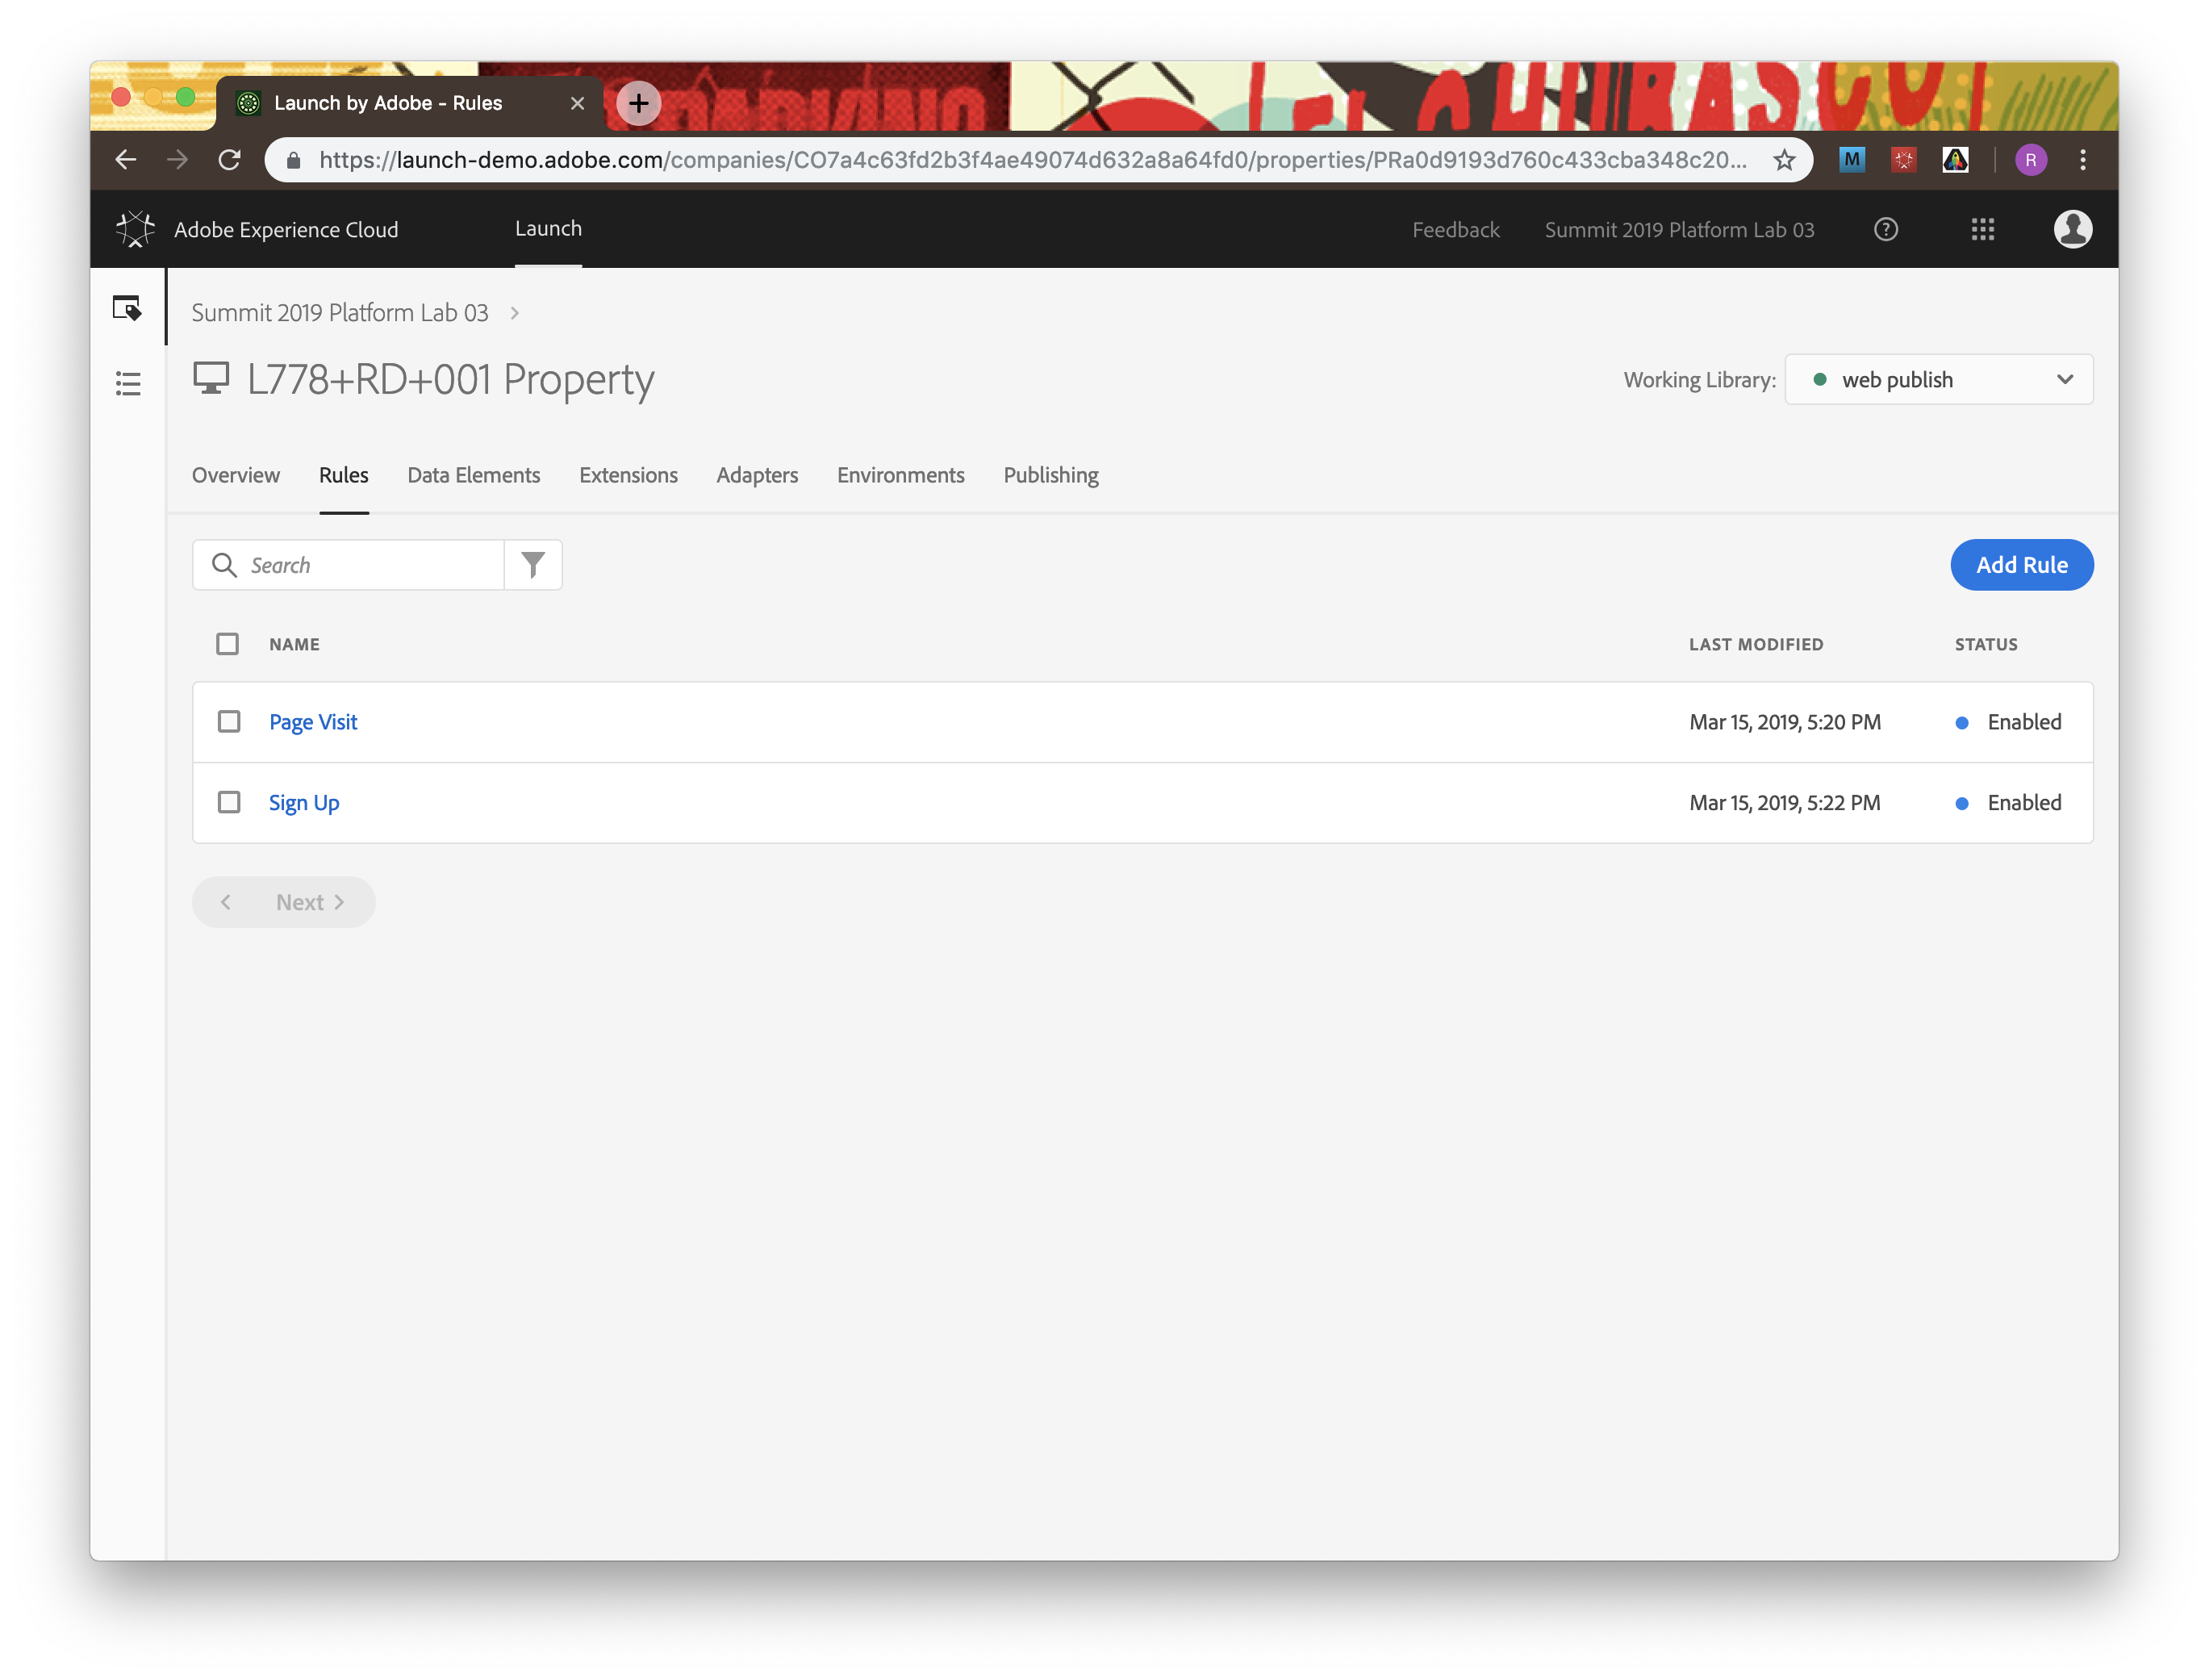 Launch by Adobe - Rules
https://launch-demo.adobe.com/companies/CO7a4c63fd2b3f4ae49074d632a8a64fd0/properties/PRa0d9193d760c433cba348c20...
M
R
Adobe Experience Cloud
Launch
Feedback
Summit 2019 Platform Lab 03
Summit 2019 Platform Lab 03
L778+RD+001 Property
Working Library:
web publish
Overview
Rules
Data Elements
Extensions
Adapters
Environments
Publishing
Search
Add Rule
NAME
LAST MODIFIED
STATUS
Page Visit
Mar 15, 2019, 5:20 PM
Enabled
Sign Up
Mar 15, 2019, 5:22 PM
Enabled
Next